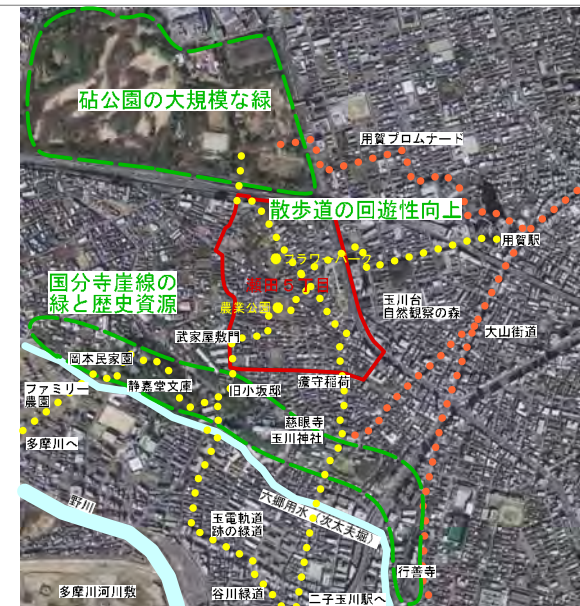 砧公園の大規模な緑
用賀プロムナード
散歩道の回遊性向上
用賀駅
フラワーパーク
国分寺崖線の
緑と歴史資源
瀬田5丁目
農業公園
玉川台
自然観察の森
大山街道
武家屋敷門
岡本民家園
静嘉堂文庫
旧小坂邸
瘡守稲荷
ファミリー
農園
慈眼寺
玉川神社
多摩川へ
六郷用水（次太夫堀）
野川
玉電軌道
跡の緑道
行善寺
多摩川河川敷
谷川緑道
二子玉川駅へ